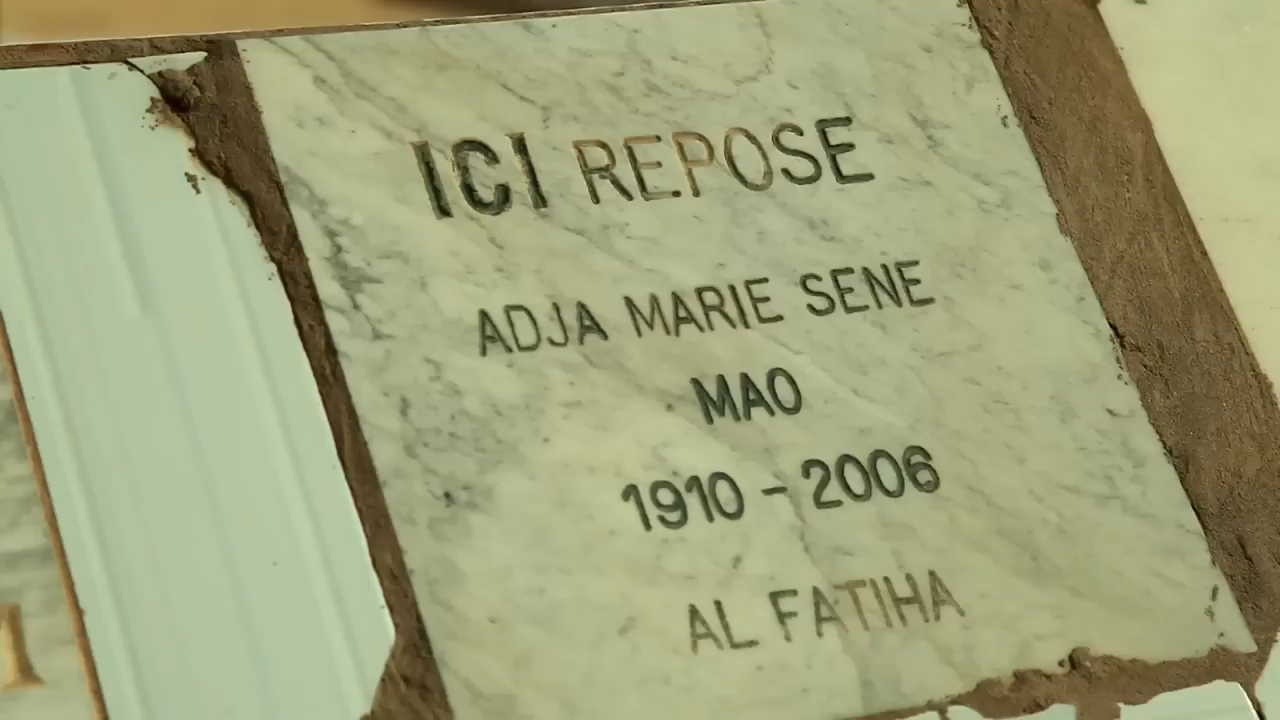 ICI REPOSE
ADJA MARIE SENE
MAO
1910 - 2006
AL FATIHA